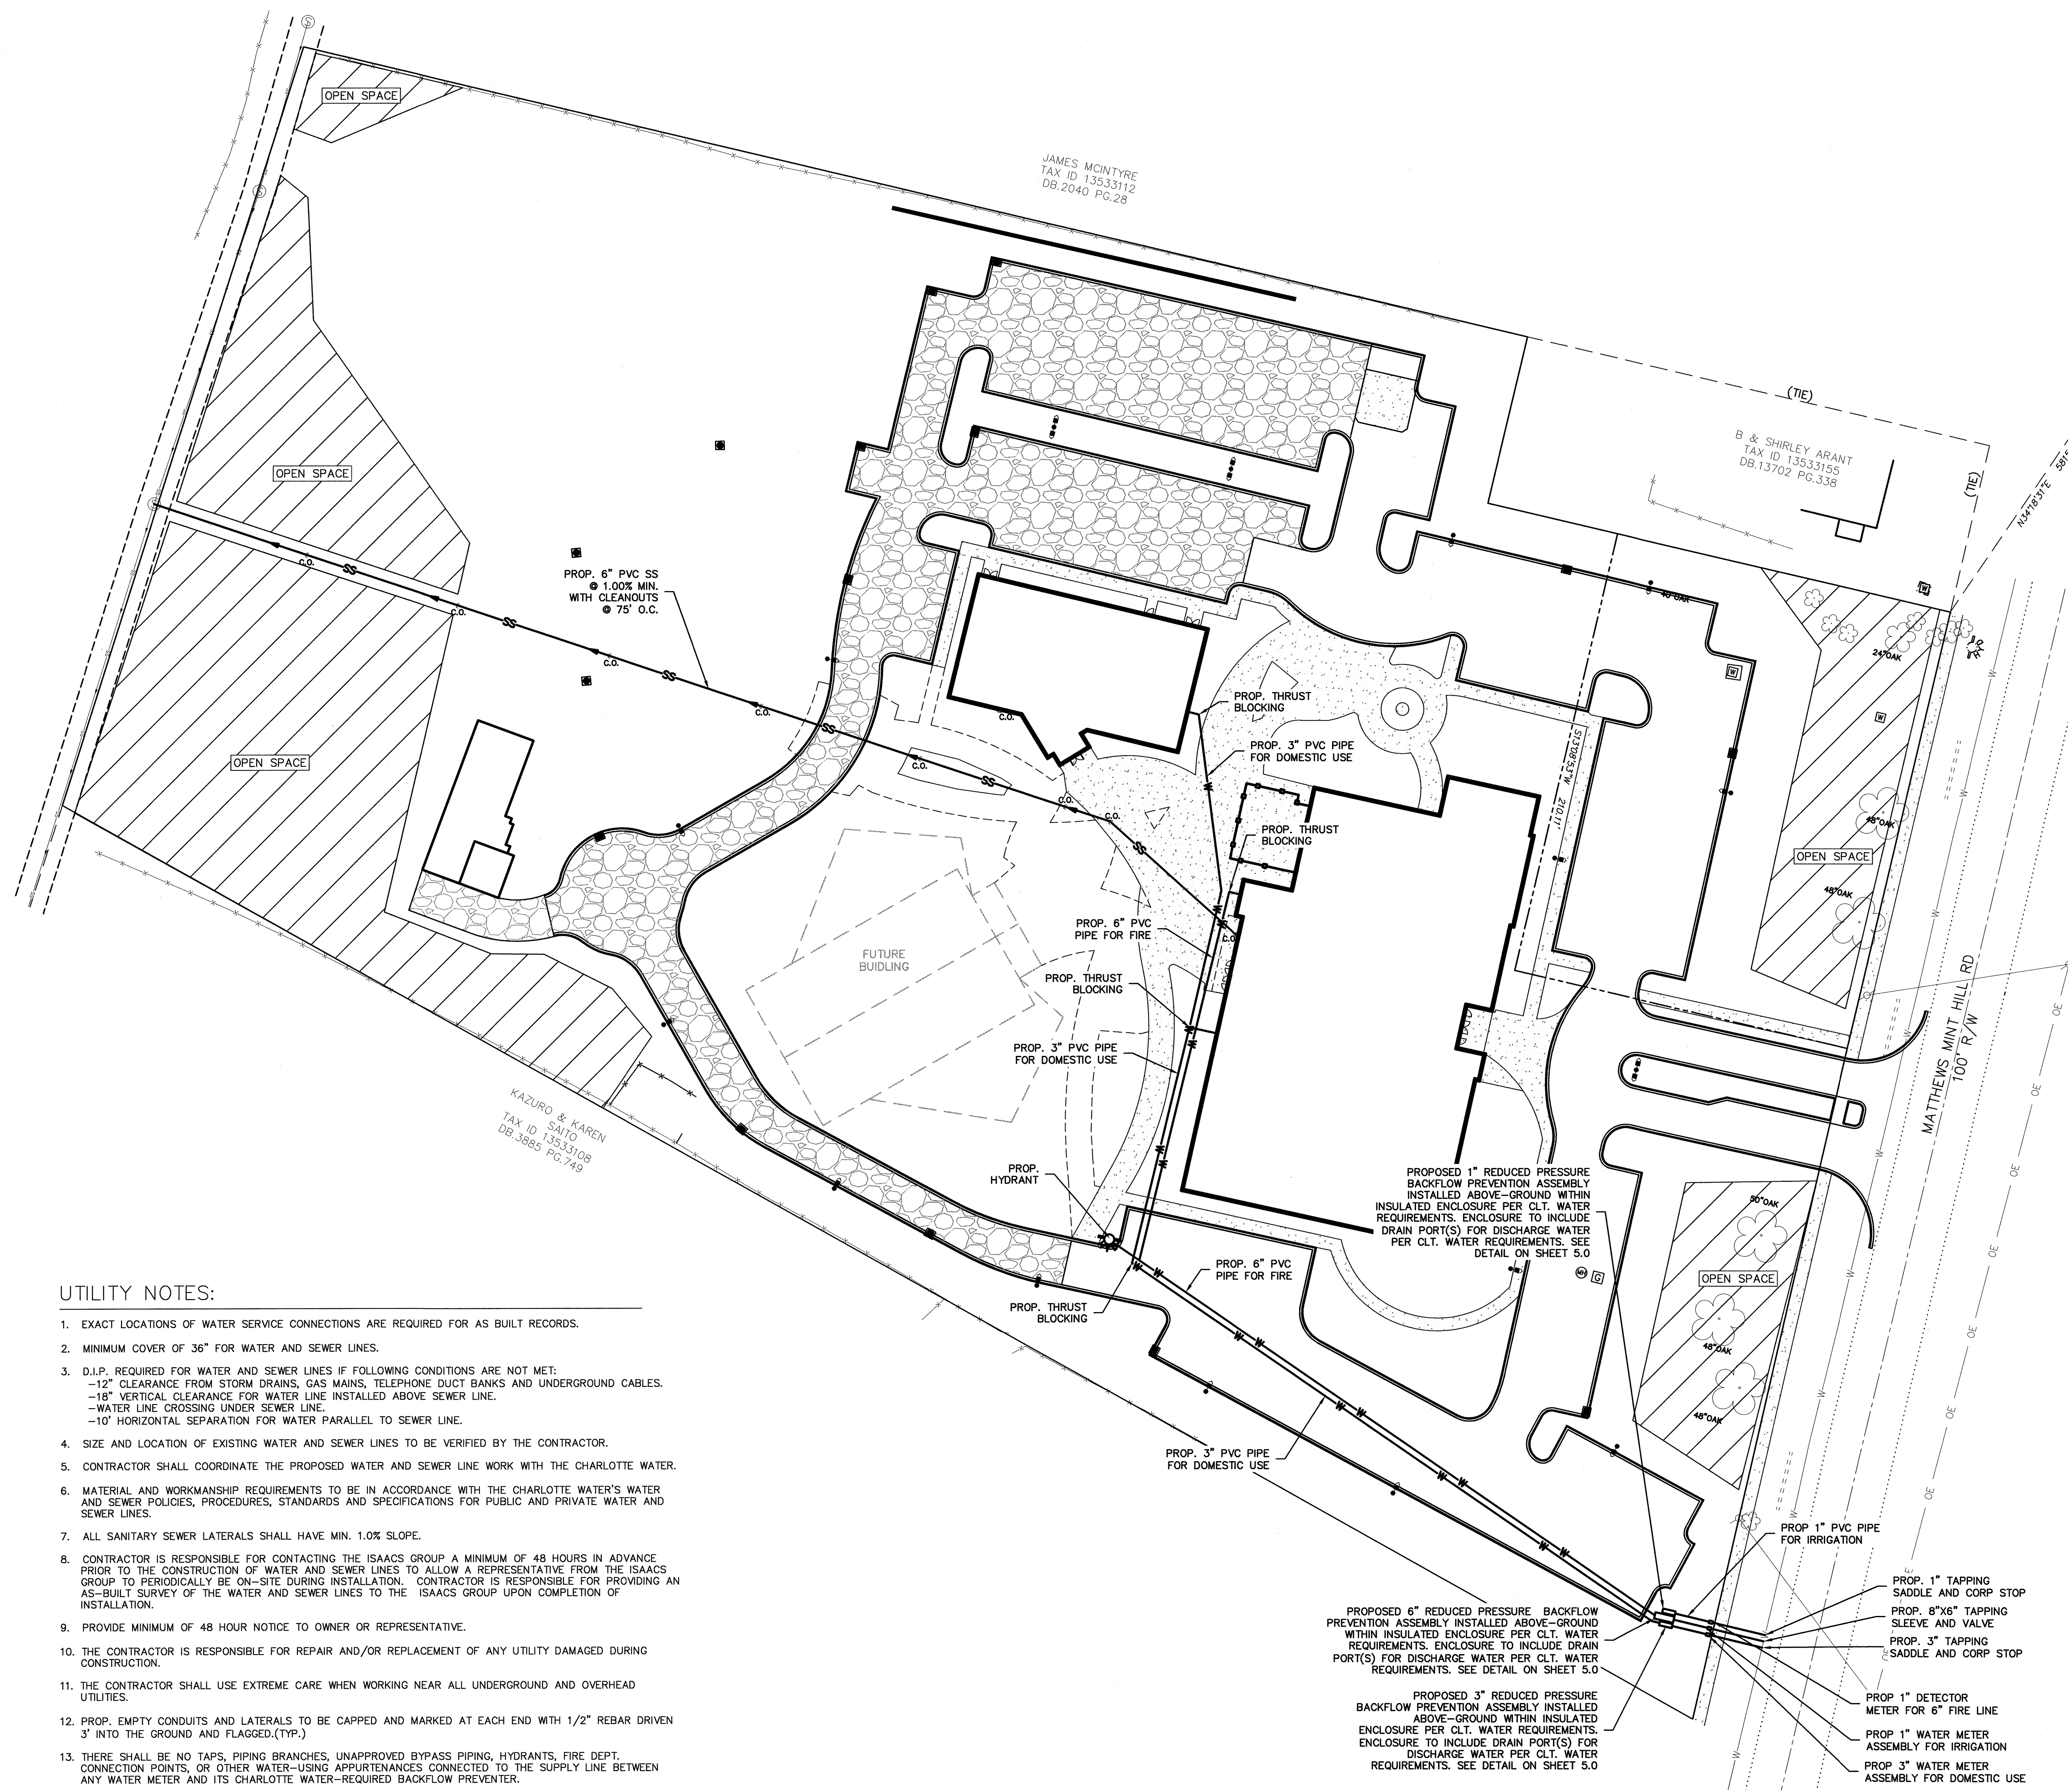 OPEN SPACE
JAMES MCINTYRE
TAX ID 13533112
DB.2040 PG.28
(TIE)
B & SHIRLEY ARANT
TAX ID 13533155
DB.13702 PG.338
(TIE)
N34°18'31"E
S
S
OPEN SPACE
S
C.O.
SS
PROP. 6" PVC SS
@ 1.00% MIN.
WITH CLEANOUTS
@ 75' O.C.
C.O.
SS
C.O.
SS
C.O.
SS
C.O.
SS
C.O.
C.O.
C.O.
SS
C.O.
OPEN SPACE
40"OAK
W
24"OAK
W
W
PROP. THRUST
BLOCKING
PROP. 3" PVC PIPE
FOR DOMESTIC USE
W
S13°08'53"W 210.11'
PROP. THRUST
BLOCKING
48"OAK
OPEN SPACE
48"OAK
PROP. 6" PVC
PIPE FOR FIRE
FUTURE
BUIDLING
PROP. THRUST
BLOCKING
PROP. 3" PVC PIPE
FOR DOMESTIC USE
MATTHEWS MINT HILL RD
100' R/W
KAZURO & KAREN
SAITO
TAX ID 13533108
DB.3885 PG.749
PROP.
HYDRANT
PROPOSED 1" REDUCED PRESSURE
BACKFLOW PREVENTION ASSEMBLY
INSTALLED ABOVE-GROUND WITHIN
INSULATED ENCLOSURE PER CLT. WATER
REQUIREMENTS. ENCLOSURE TO INCLUDE
DRAIN PORT(S) FOR DISCHARGE WATER
PER CLT. WATER REQUIREMENTS. SEE
DETAIL ON SHEET 5.0
MH
G
50"OAK
OPEN SPACE
48"OAK
48"OAK
PROP. 6" PVC
PIPE FOR FIRE
PROP. THRUST
BLOCKING
PROP. 3" PVC PIPE
FOR DOMESTIC USE
W
W
W
W
OE
OE
OE
OE
OE
OE
PROP 1" PVC PIPE
FOR IRRIGATION
PROP. 1" TAPPING
SADDLE AND CORP STOP
PROP. 8"X6" TAPPING
SLEEVE AND VALVE
PROP. 3" TAPPING
SADDLE AND CORP STOP
PROPOSED 6" REDUCED PRESSURE BACKFLOW
PREVENTION ASSEMBLY INSTALLED ABOVE-GROUND
WITHIN INSULATED ENCLOSURE PER CLT. WATER
REQUIREMENTS. ENCLOSURE TO INCLUDE DRAIN
PORT(S) FOR DISCHARGE WATER PER CLT. WATER
REQUIREMENTS. SEE DETAIL ON SHEET 5.0
PROPOSED 3" REDUCED PRESSURE
BACKFLOW PREVENTION ASSEMBLY INSTALLED
ABOVE-GROUND WITHIN INSULATED
ENCLOSURE PER CLT. WATER REQUIREMENTS.
ENCLOSURE TO INCLUDE DRAIN PORT(S) FOR
DISCHARGE WATER PER CLT. WATER
REQUIREMENTS. SEE DETAIL ON SHEET 5.0
PROP 1" DETECTOR
METER FOR 6" FIRE LINE
PROP 1" WATER METER
ASSEMBLY FOR IRRIGATION
PROP 3" WATER METER
ASSEMBLY FOR DOMESTIC USE
UTILITY NOTES:
1. EXACT LOCATIONS OF WATER SERVICE CONNECTIONS ARE REQUIRED FOR AS BUILT RECORDS.
2. MINIMUM COVER OF 36" FOR WATER AND SEWER LINES.
3. D.I.P. REQUIRED FOR WATER AND SEWER LINES IF FOLLOWING CONDITIONS ARE NOT MET:
-12" CLEARANCE FROM STORM DRAINS, GAS MAINS, TELEPHONE DUCT BANKS AND UNDERGROUND CABLES.
-18" VERTICAL CLEARANCE FOR WATER LINE INSTALLED ABOVE SEWER LINE.
-WATER LINE CROSSING UNDER SEWER LINE.
-10' HORIZONTAL SEPARATION FOR WATER PARALLEL TO SEWER LINE.
4. SIZE AND LOCATION OF EXISTING WATER AND SEWER LINES TO BE VERIFIED BY THE CONTRACTOR.
5. CONTRACTOR SHALL COORDINATE THE PROPOSED WATER AND SEWER LINE WORK WITH THE CHARLOTTE WATER.
6. MATERIAL AND WORKMANSHIP REQUIREMENTS TO BE IN ACCORDANCE WITH THE CHARLOTTE WATER'S WATER
AND SEWER POLICIES, PROCEDURES, STANDARDS AND SPECIFICATIONS FOR PUBLIC AND PRIVATE WATER AND
SEWER LINES.
7. ALL SANITARY SEWER LATERALS SHALL HAVE MIN. 1.0% SLOPE.
8. CONTRACTOR IS RESPONSIBLE FOR CONTACTING THE ISAACS GROUP A MINIMUM OF 48 HOURS IN ADVANCE
PRIOR TO THE CONSTRUCTION OF WATER AND SEWER LINES TO ALLOW A REPRESENTATIVE FROM THE ISAACS
GROUP TO PERIODICALLY BE ON-SITE DURING INSTALLATION. CONTRACTOR IS RESPONSIBLE FOR PROVIDING AN
AS-BUILT SURVEY OF THE WATER AND SEWER LINES TO THE ISAACS GROUP UPON COMPLETION OF
INSTALLATION.
9. PROVIDE MINIMUM OF 48 HOUR NOTICE TO OWNER OR REPRESENTATIVE.
10. THE CONTRACTOR IS RESPONSIBLE FOR REPAIR AND/OR REPLACEMENT OF ANY UTILITY DAMAGED DURING
CONSTRUCTION.
11. THE CONTRACTOR SHALL USE EXTREME CARE WHEN WORKING NEAR ALL UNDERGROUND AND OVERHEAD
UTILITIES.
12. PROP. EMPTY CONDUITS AND LATERALS TO BE CAPPED AND MARKED AT EACH END WITH 1/2" REBAR DRIVEN
3' INTO THE GROUND AND FLAGGED.(TYP.)
13. THERE SHALL BE NO TAPS, PIPING BRANCHES, UNAPPROVED BYPASS PIPING, HYDRANTS, FIRE DEPT.
CONNECTION POINTS, OR OTHER WATER-USING APPURTENANCES CONNECTED TO THE SUPPLY LINE BETWEEN
ANY WATER METER AND ITS CHARLOTTE WATER-REQUIRED BACKFLOW PREVENTER.